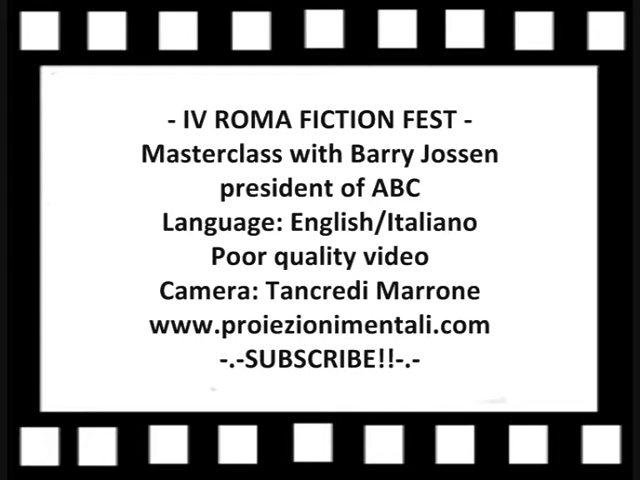 - IV ROMA FICTION FEST -
Masterclass with Barry Jossen
president of ABC
Language: English/Italiano
Poor quality video
Camera: Tancredi Marrone
www.proiezionimentali.com
-.-SUBSCRIBE!!-.-